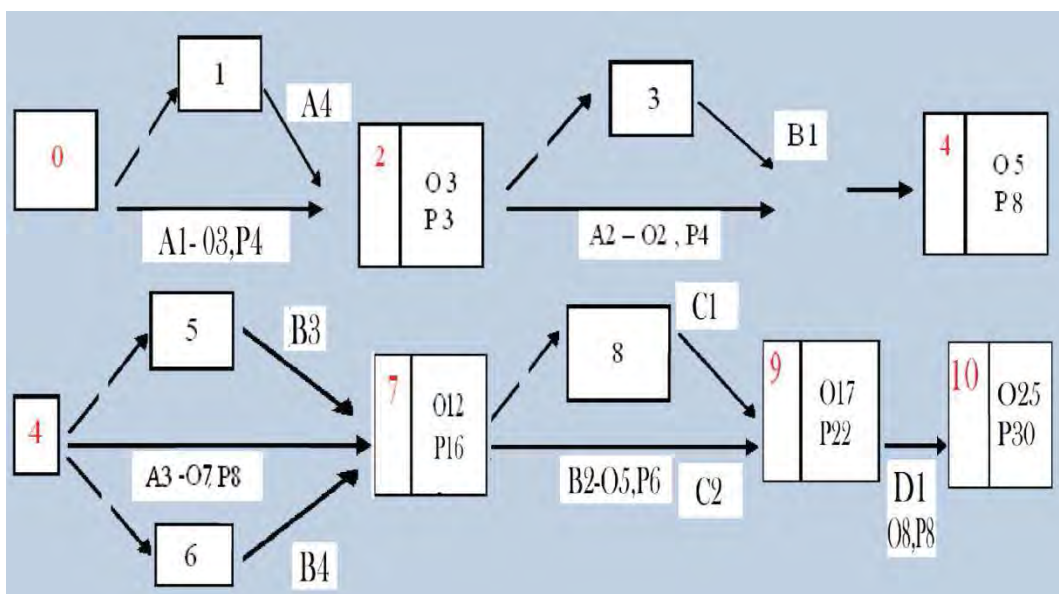 1
A4
3
B1
0
2
O 3
P 3
4
O 5
P 8
A1- 03,P4
A2 – O2 , P4
5
B3
8
C1
4
7
O12
P16
9
O17
P22
10
O25
P30
A3 -O7,P8
B2-O5,P6
C2
D1
O8,P8
6
B4